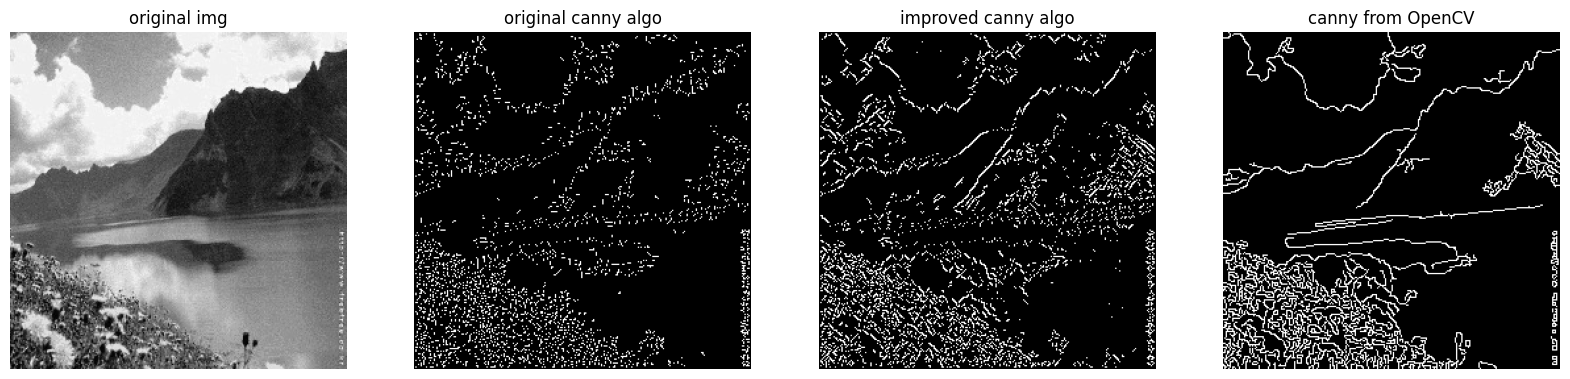 original img
original canny algo
improved canny algo
canny from OpenCV